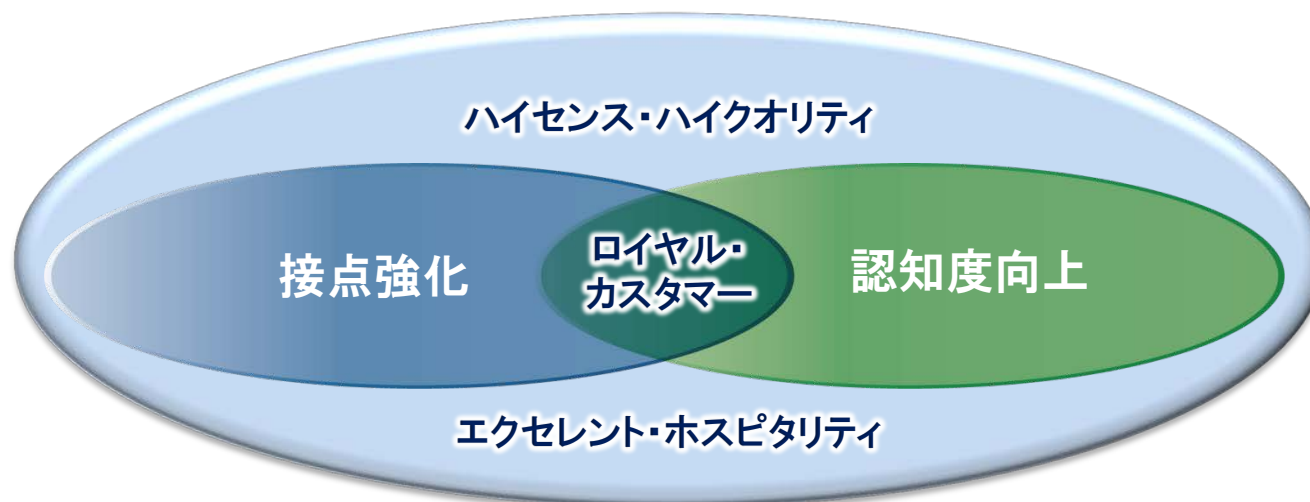 ハイセンス・ハイクオリティ
接点強化
ロイヤル・
カスタマー
認知度向上
エクセレント・ホスピタリティ